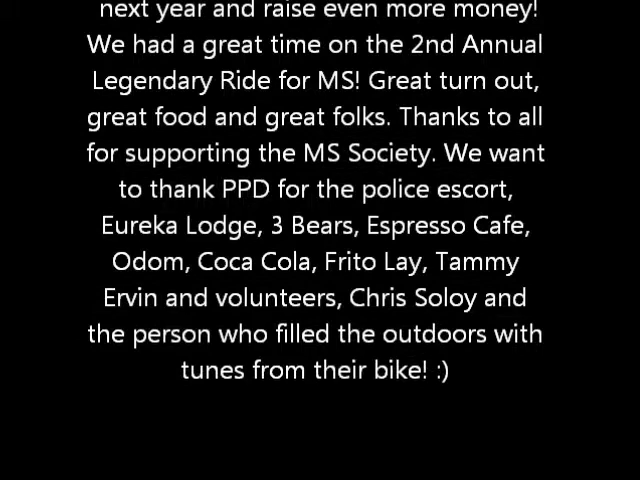 next year and raise even more money!
We had a great time on the 2nd Annual
Legendary Ride for MS! Great turn out,
great food and great folks. Thanks to all
for supporting the MS Society. We want
to thank PPD for the police escort,
Eureka Lodge, 3 Bears, Espresso Cafe,
Odom, Coca Cola, Frito Lay, Tammy
Ervin and volunteers, Chris Soloy and
the person who filled the outdoors with
tunes from their bike! :)